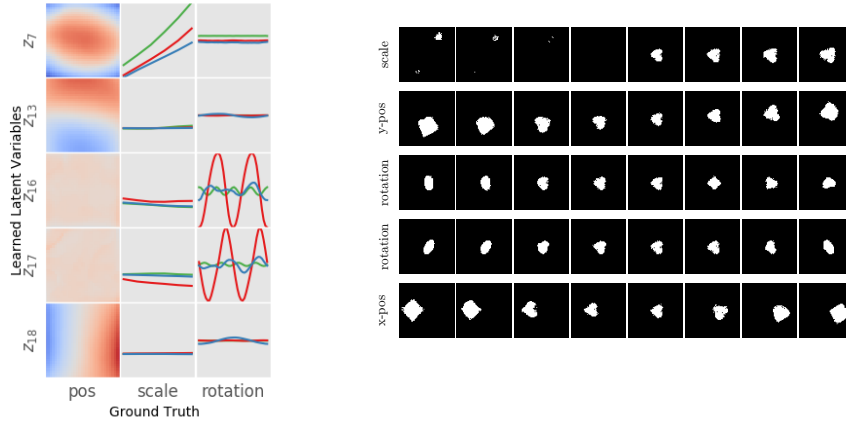 Learned Latent Variables
Z7
Z13
Z16
Z17
Z18
pos scale rotation
Ground Truth
scale
y-pos
rotation
rotation
x-pos